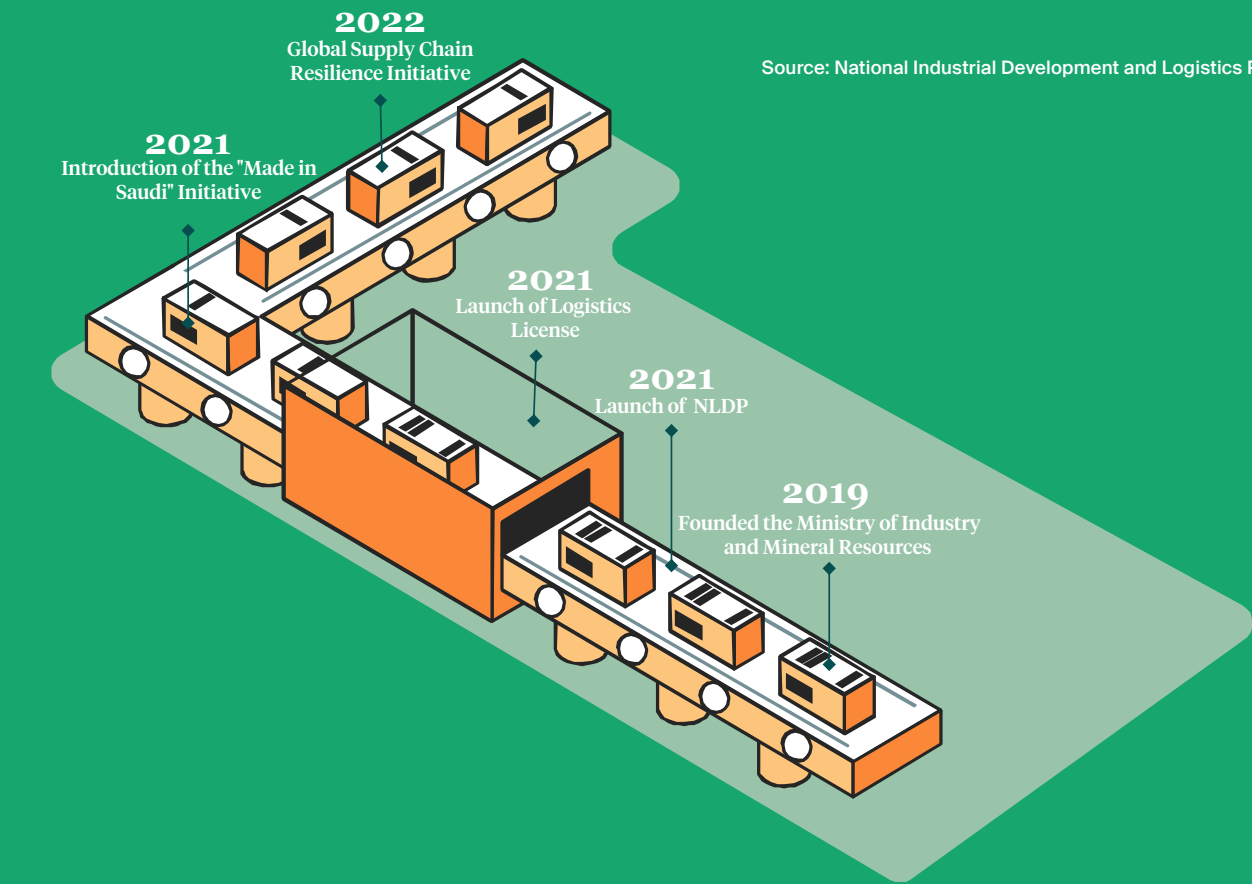 2022
Global Supply Chain
Resilience Initiative
Source: National Industrial Development and Logistics
2021
Introduction of the "Made in
Saudi" Initiative
2021
Launch of Logistics
License
2021
Launch of NLDP
2019
Founded the Ministry of Industry
and Mineral Resources